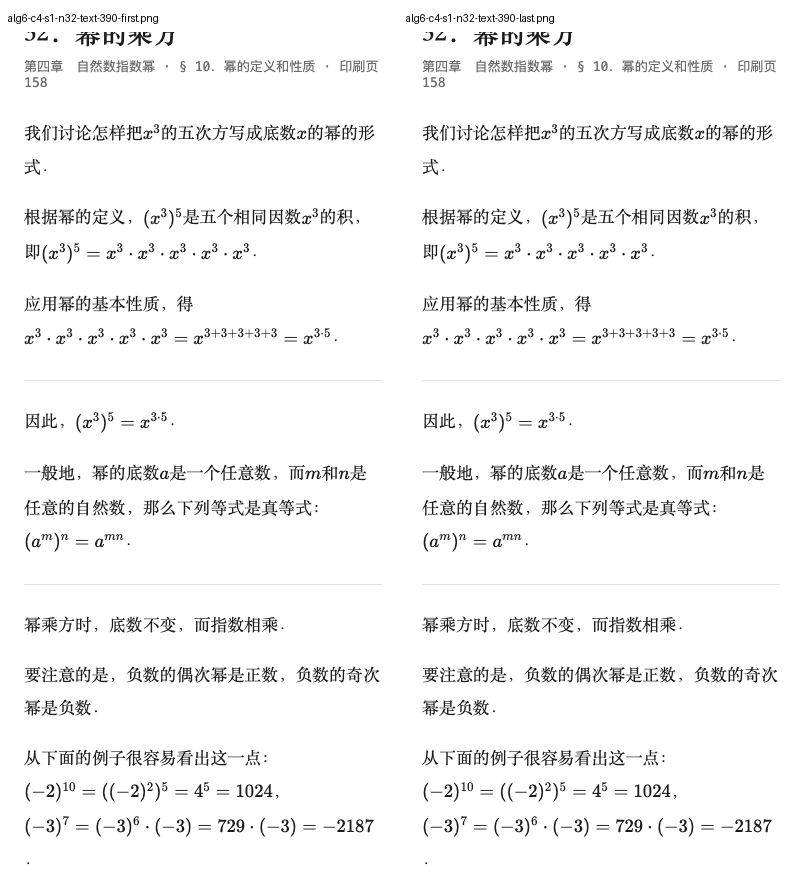 alg6-c4-s1-n32-text-390-first.png
32. 幂的乘方
第四章　自然数指数幂 · § 10. 幂的定义和性质 · 印刷页
158
我们讨论怎样把x³的五次方写成底数x的幂的形
式.
根据幂的定义，(x³)⁵是五个相同因数x³的积，
即(x³)⁵ = x³ · x³ · x³ · x³ · x³.
应用幂的基本性质，得
x³ · x³ · x³ · x³ · x³ = x³⁺³⁺³⁺³⁺³ = x^{3·5}.
因此，(x³)⁵ = x^{3·5}.
一般地，幂的底数a是一个任意数，而m和n是
任意的自然数，那么下列等式是真等式：
(a^m)^n = a^{mn}.
幂乘方时，底数不变，而指数相乘.
要注意的是，负数的偶次幂是正数，负数的奇次
幂是负数.
从下面的例子很容易看出这一点：
(−2)¹⁰ = ((−2)²)⁵ = 4⁵ = 1024，
(−3)⁷ = (−3)⁶ · (−3) = 729 · (−3) = −2187
.
alg6-c4-s1-n32-text-390-last.png
32. 幂的乘方
第四章　自然数指数幂 · § 10. 幂的定义和性质 · 印刷页
158
我们讨论怎样把x³的五次方写成底数x的幂的形
式.
根据幂的定义，(x³)⁵是五个相同因数x³的积，
即(x³)⁵ = x³ · x³ · x³ · x³ · x³.
应用幂的基本性质，得
x³ · x³ · x³ · x³ · x³ = x³⁺³⁺³⁺³⁺³ = x^{3·5}.
因此，(x³)⁵ = x^{3·5}.
一般地，幂的底数a是一个任意数，而m和n是
任意的自然数，那么下列等式是真等式：
(a^m)^n = a^{mn}.
幂乘方时，底数不变，而指数相乘.
要注意的是，负数的偶次幂是正数，负数的奇次
幂是负数.
从下面的例子很容易看出这一点：
(−2)¹⁰ = ((−2)²)⁵ = 4⁵ = 1024，
(−3)⁷ = (−3)⁶ · (−3) = 729 · (−3) = −2187
.